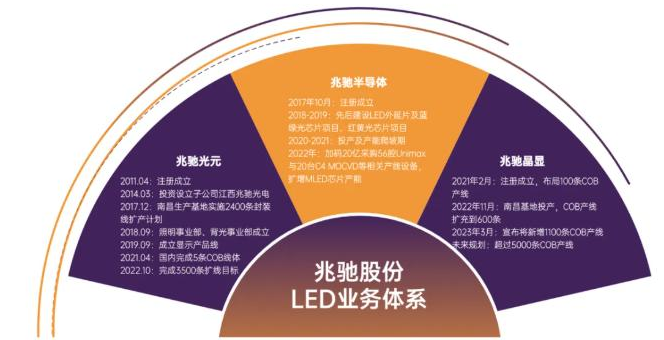 兆驰光元
2011.04：注册成立
2014.03：投资设立子公司江西兆驰光电
2017.12：南昌生产基地实施2400条封装
线扩产计划
2018.09：照明事业部、背光事业部成立
2019.09：成立显示产品线
2021.04：国内完成5条COB线体
2022.10：完成3500条扩线目标
兆驰半导体
2017年10月：注册成立
2018-2019：先后建设LED外延片及蓝
绿光芯片项目、红黄光芯片项目
2020-2021：投产及产能爬坡期
2022年：加码20亿采购56腔Unimax
与20台C4 MOCVD等相关产线设备，
扩增MLED芯片产能
兆驰晶显
2021年2月：注册成立，布局100条COB
产线
2022年11月：南昌基地投产，COB产线
扩充到600条
2023年3月：宣布将新增1100条COB产线
未来规划：超过5000条COB产线
兆驰股份
LED业务体系